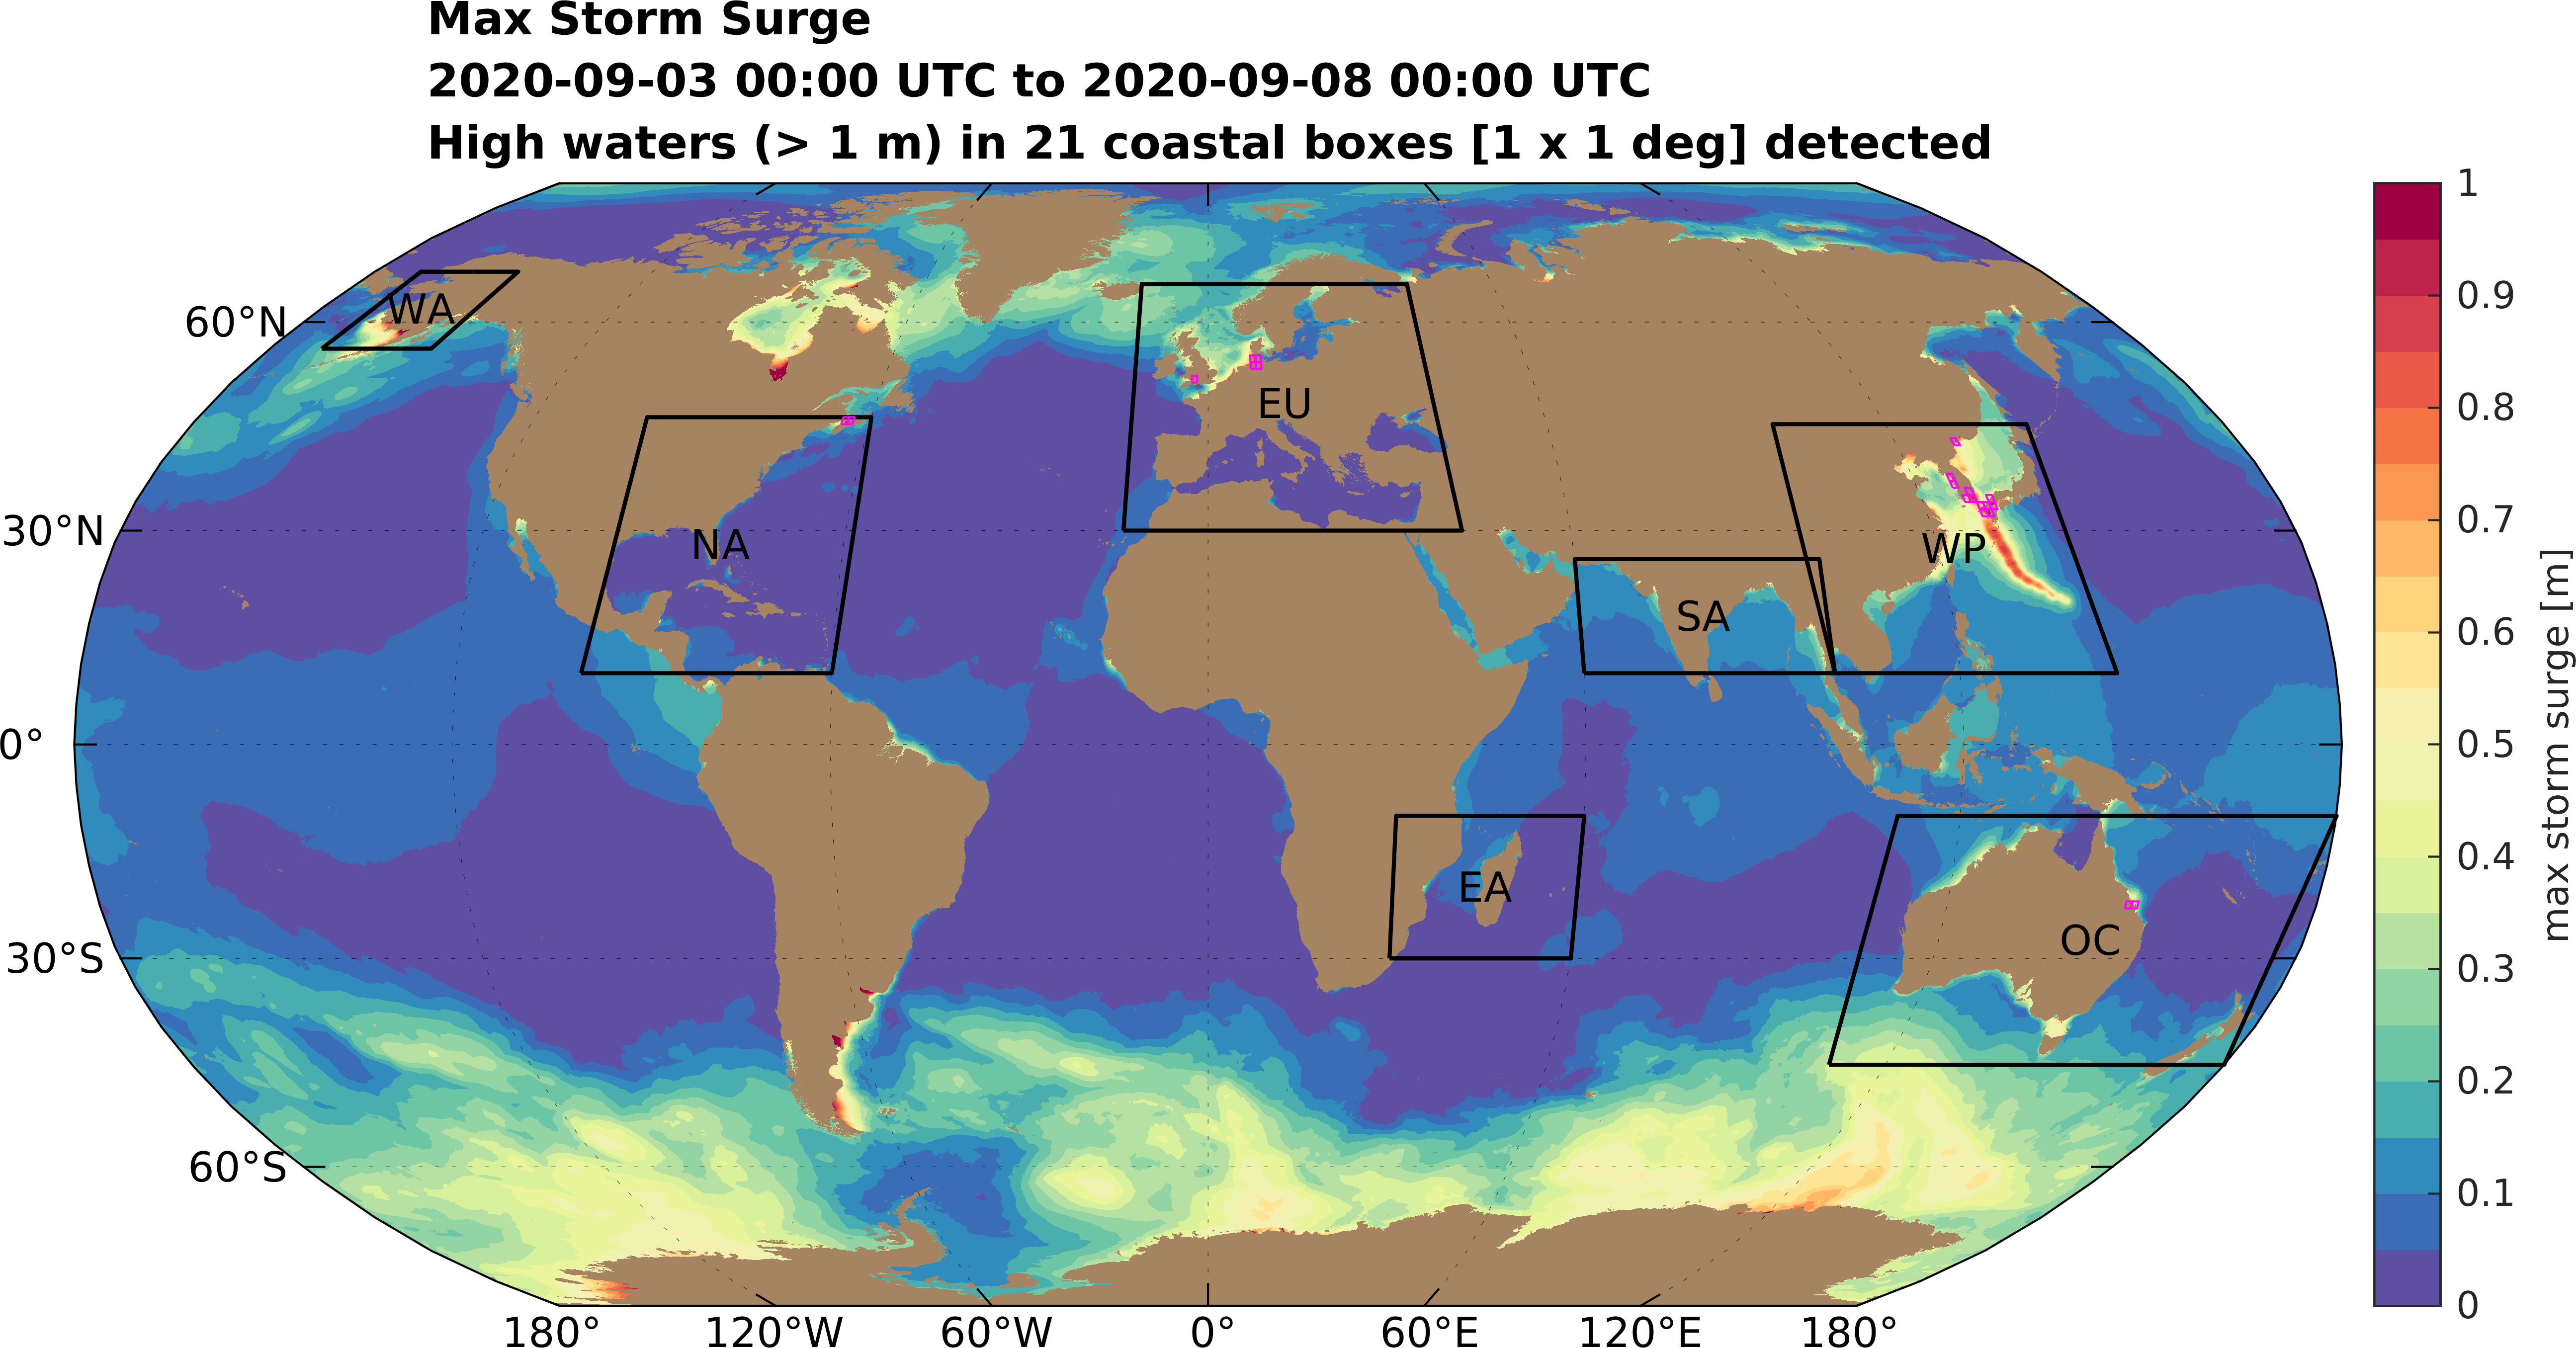 Max Storm Surge
2020-09-03 00:00 UTC to 2020-09-08 00:00 UTC
High waters (> 1 m) in 21 coastal boxes [1 x 1 deg] detected
60°N
30°N
0°
30°S
60°S
WA
NA
EU
SA
WP
EA
OC
180°
120°W
60°W
0°
60°E
120°E
180°
1
0.9
0.8
0.7
0.6
0.5
0.4
0.3
0.2
0.1
0
max storm surge [m]